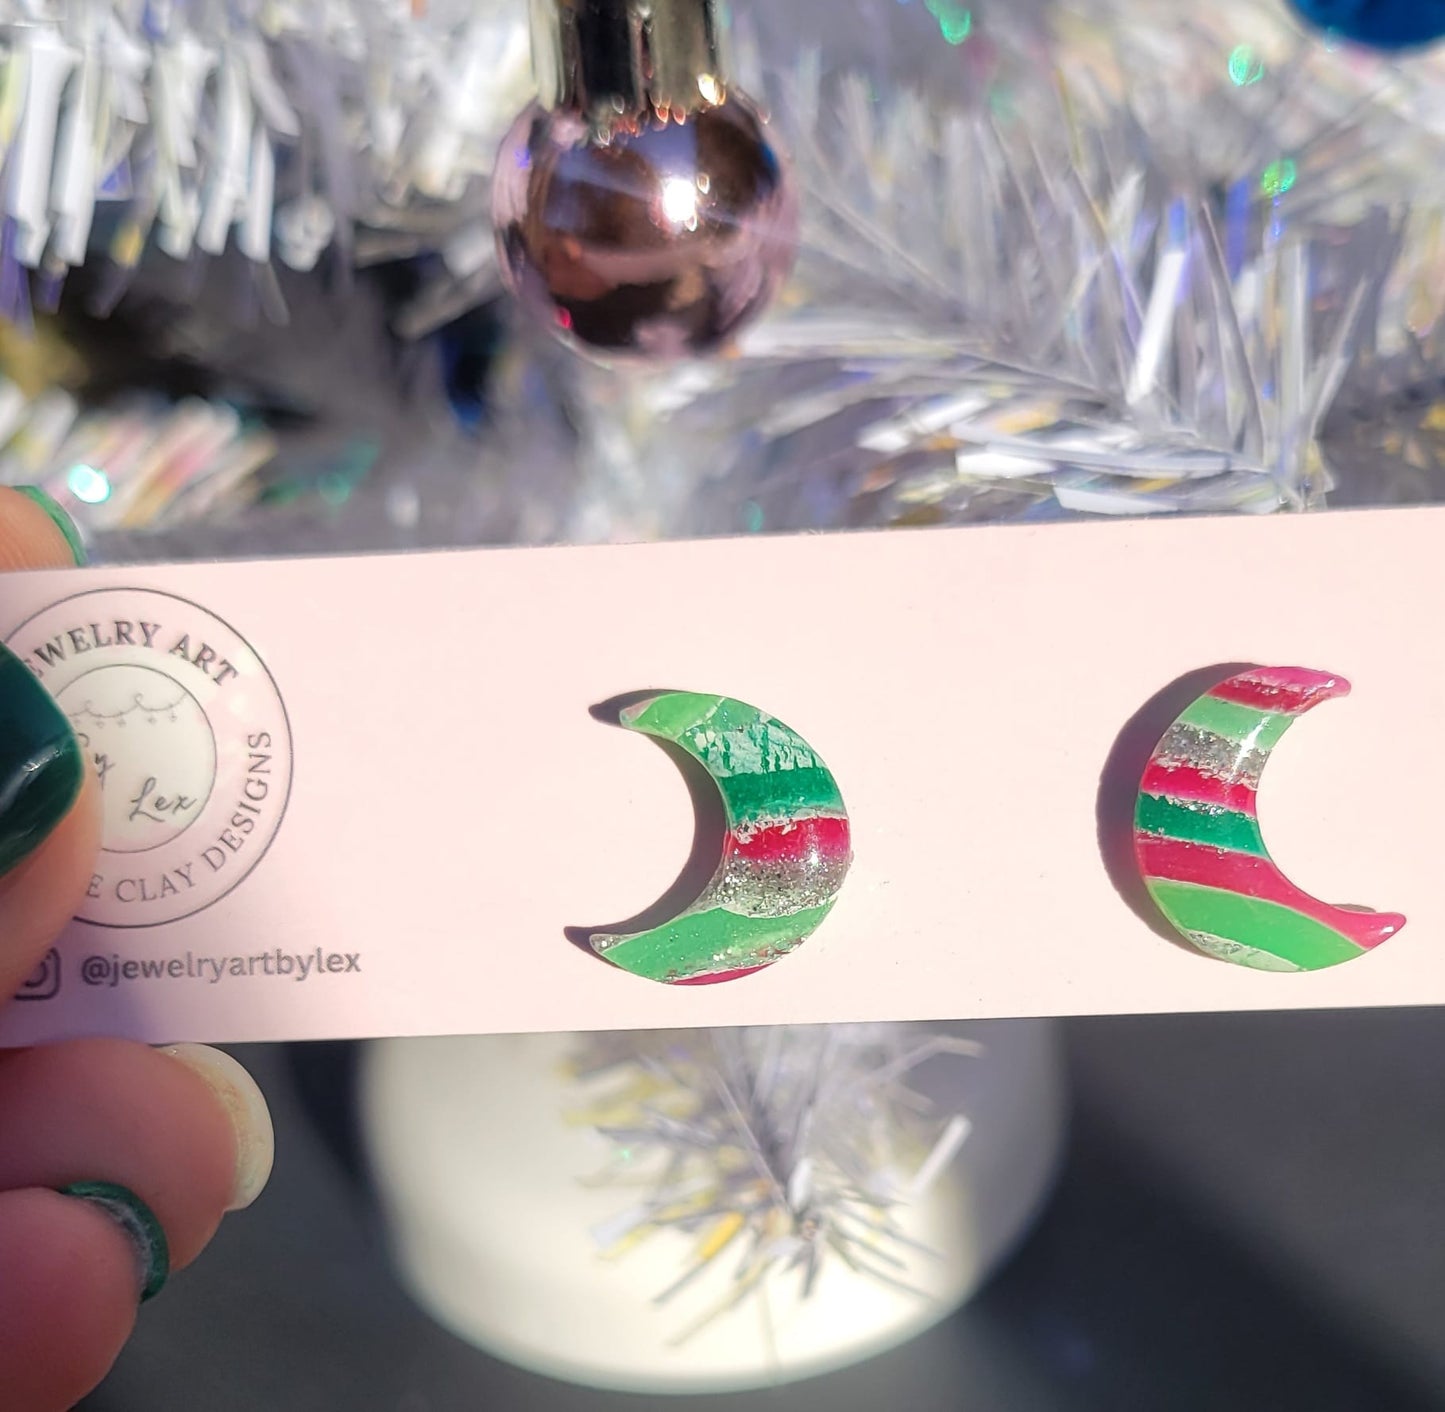 EWELRY ART
Lex
E CLAY DESIGNS
@jewelryartbylex